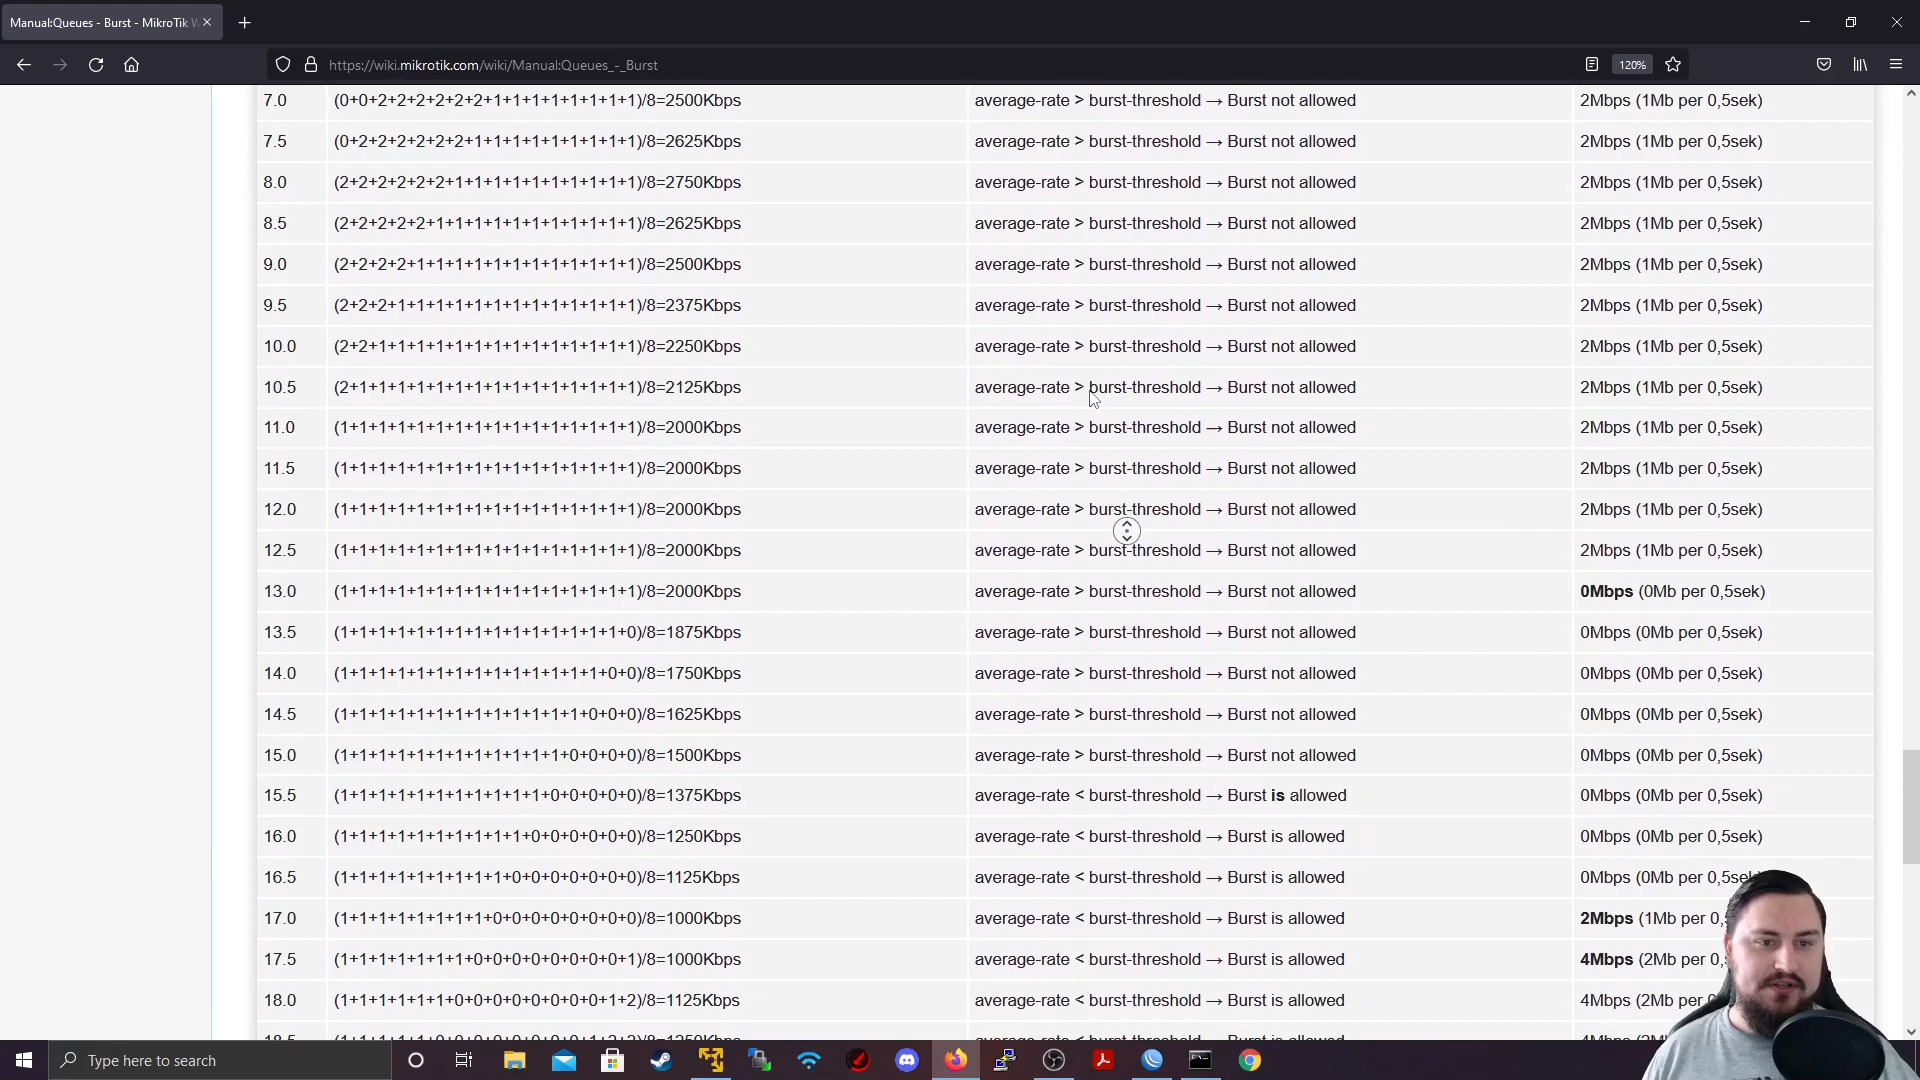 Manual:Queues - Burst - MikroTik W
https://wiki.mikrotik.com/wiki/Manual:Queues_-_Burst
120%
7.0 (0+0+2+2+2+2+2+2+1+1+1+1+1+1+1+1)/8=2500Kbps average-rate > burst-threshold → Burst not allowed 2Mbps (1Mb per 0,5sek)
7.5 (0+2+2+2+2+2+2+1+1+1+1+1+1+1+1+1)/8=2625Kbps average-rate > burst-threshold → Burst not allowed 2Mbps (1Mb per 0,5sek)
8.0 (2+2+2+2+2+2+1+1+1+1+1+1+1+1+1+1)/8=2750Kbps average-rate > burst-threshold → Burst not allowed 2Mbps (1Mb per 0,5sek)
8.5 (2+2+2+2+2+1+1+1+1+1+1+1+1+1+1+1)/8=2625Kbps average-rate > burst-threshold → Burst not allowed 2Mbps (1Mb per 0,5sek)
9.0 (2+2+2+2+1+1+1+1+1+1+1+1+1+1+1+1)/8=2500Kbps average-rate > burst-threshold → Burst not allowed 2Mbps (1Mb per 0,5sek)
9.5 (2+2+2+1+1+1+1+1+1+1+1+1+1+1+1+1)/8=2375Kbps average-rate > burst-threshold → Burst not allowed 2Mbps (1Mb per 0,5sek)
10.0 (2+2+1+1+1+1+1+1+1+1+1+1+1+1+1+1)/8=2250Kbps average-rate > burst-threshold → Burst not allowed 2Mbps (1Mb per 0,5sek)
10.5 (2+1+1+1+1+1+1+1+1+1+1+1+1+1+1+1)/8=2125Kbps average-rate > burst-threshold → Burst not allowed 2Mbps (1Mb per 0,5sek)
11.0 (1+1+1+1+1+1+1+1+1+1+1+1+1+1+1+1)/8=2000Kbps average-rate > burst-threshold → Burst not allowed 2Mbps (1Mb per 0,5sek)
11.5 (1+1+1+1+1+1+1+1+1+1+1+1+1+1+1+1)/8=2000Kbps average-rate > burst-threshold → Burst not allowed 2Mbps (1Mb per 0,5sek)
12.0 (1+1+1+1+1+1+1+1+1+1+1+1+1+1+1+1)/8=2000Kbps average-rate > burst-threshold → Burst not allowed 2Mbps (1Mb per 0,5sek)
12.5 (1+1+1+1+1+1+1+1+1+1+1+1+1+1+1+1)/8=2000Kbps average-rate > burst-threshold → Burst not allowed 2Mbps (1Mb per 0,5sek)
13.0 (1+1+1+1+1+1+1+1+1+1+1+1+1+1+1+1)/8=2000Kbps average-rate > burst-threshold → Burst not allowed 0Mbps (0Mb per 0,5sek)
13.5 (1+1+1+1+1+1+1+1+1+1+1+1+1+1+1+0)/8=1875Kbps average-rate > burst-threshold → Burst not allowed 0Mbps (0Mb per 0,5sek)
14.0 (1+1+1+1+1+1+1+1+1+1+1+1+1+1+0+0)/8=1750Kbps average-rate > burst-threshold → Burst not allowed 0Mbps (0Mb per 0,5sek)
14.5 (1+1+1+1+1+1+1+1+1+1+1+1+1+0+0+0)/8=1625Kbps average-rate > burst-threshold → Burst not allowed 0Mbps (0Mb per 0,5sek)
15.0 (1+1+1+1+1+1+1+1+1+1+1+1+0+0+0+0)/8=1500Kbps average-rate > burst-threshold → Burst not allowed 0Mbps (0Mb per 0,5sek)
15.5 (1+1+1+1+1+1+1+1+1+1+1+0+0+0+0+0)/8=1375Kbps average-rate < burst-threshold → Burst is allowed 0Mbps (0Mb per 0,5sek)
16.0 (1+1+1+1+1+1+1+1+1+1+0+0+0+0+0+0)/8=1250Kbps average-rate < burst-threshold → Burst is allowed 0Mbps (0Mb per 0,5sek)
16.5 (1+1+1+1+1+1+1+1+1+0+0+0+0+0+0+0)/8=1125Kbps average-rate < burst-threshold → Burst is allowed 0Mbps (0Mb per 0,5se
17.0 (1+1+1+1+1+1+1+1+0+0+0+0+0+0+0+0)/8=1000Kbps average-rate < burst-threshold → Burst is allowed 2Mbps (1Mb per 0,
17.5 (1+1+1+1+1+1+1+0+0+0+0+0+0+0+0+1)/8=1000Kbps average-rate < burst-threshold → Burst is allowed 4Mbps (2Mb per 0,
18.0 (1+1+1+1+1+1+0+0+0+0+0+0+0+0+1+2)/8=1125Kbps average-rate < burst-threshold → Burst is allowed 4Mbps (2Mb per 0
Type here to search